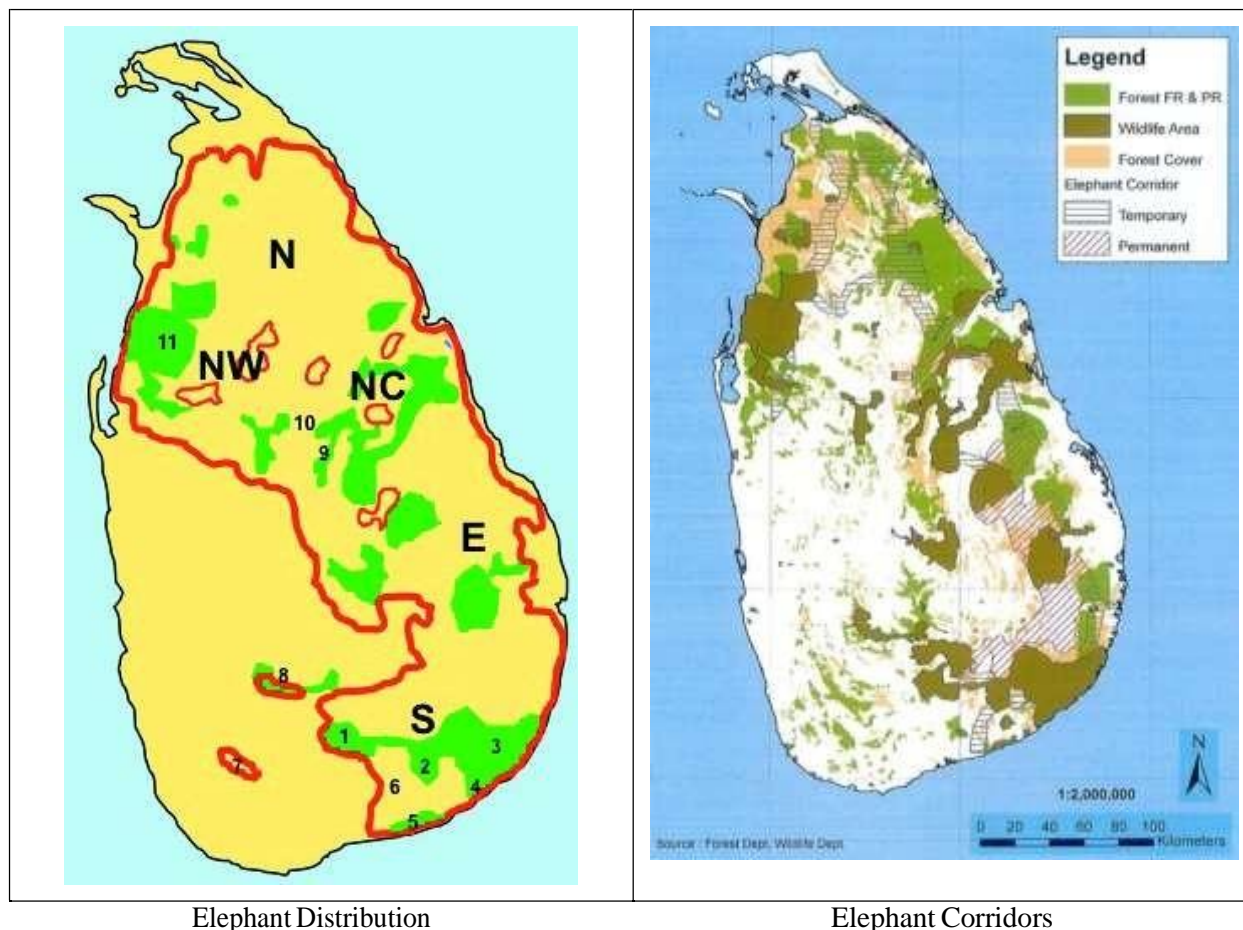 N
11
NW
NC
10
9
E
8
S
1
3
2
7
6
4
5
Elephant Distribution
Legend
Forest FR & PR
Wildlife Area
Forest Cover
Elephant Corridor
Temporary
Permanent
N
1:2,000,000
0 20 40 60 80 100
Kilometers
Source : Forest Dept, Wildlife Dept
Elephant Corridors